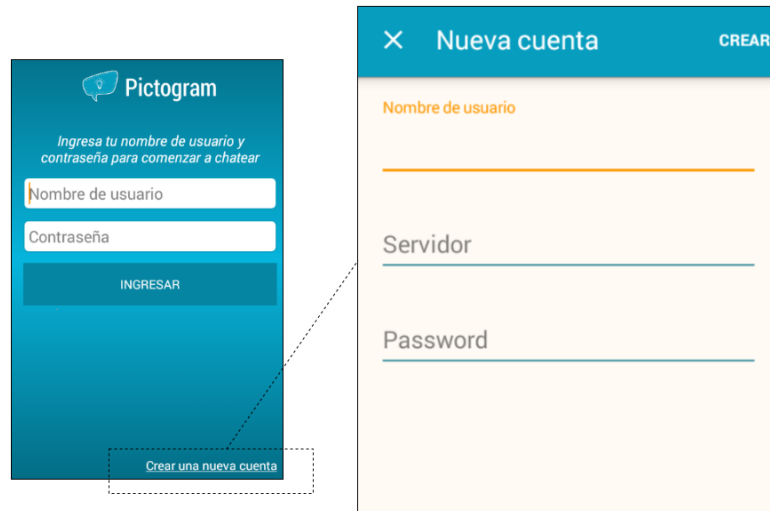 Pictogram
Ingresa tu nombre de usuario y
contraseña para comenzar a chatear
Nombre de usuario
Contraseña
INGRESAR
Crear una nueva cuenta
Nueva cuenta
CREAR
Nombre de usuario
Servidor
Password